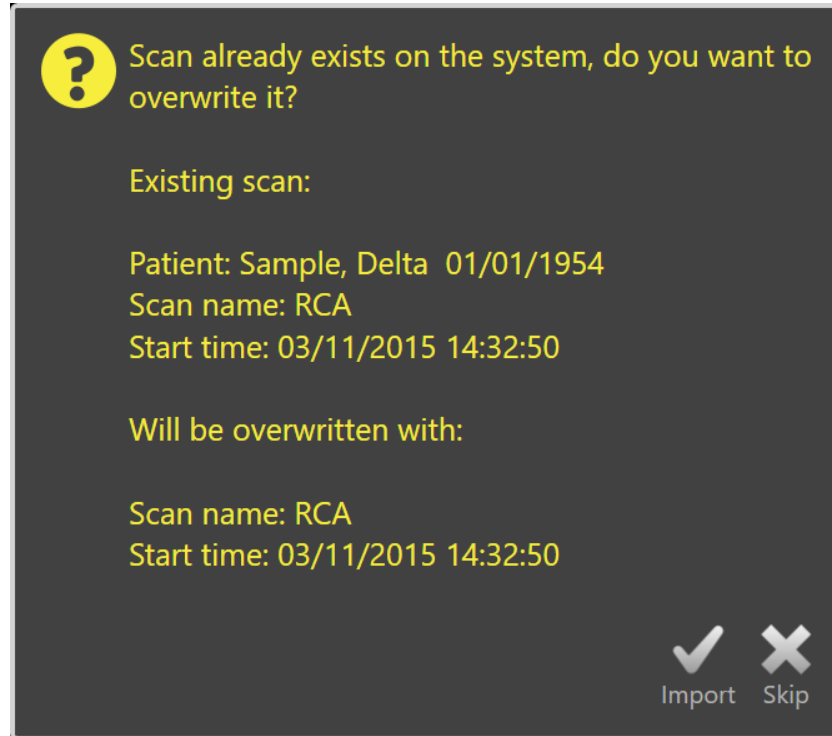 Scan already exists on the system, do you want to
overwrite it?
Existing scan:
Patient: Sample, Delta  01/01/1954
Scan name: RCA
Start time: 03/11/2015 14:32:50
Will be overwritten with:
Scan name: RCA
Start time: 03/11/2015 14:32:50
Import Skip